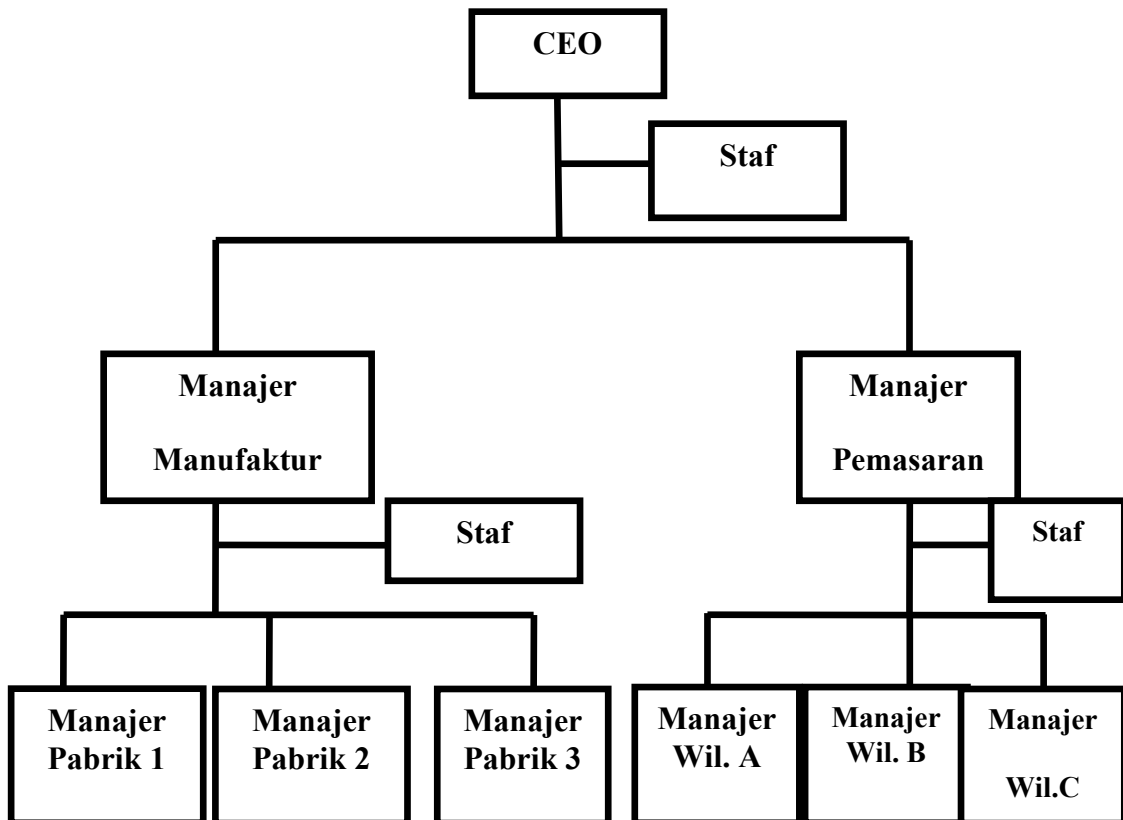 CEO
Staf
Manajer
Manufaktur
Manajer
Pemasaran
Staf
Staf
Manajer
Pabrik 1
Manajer
Pabrik 2
Manajer
Pabrik 3
Manajer
Wil. A
Manajer
Wil. B
Manajer
Wil.C